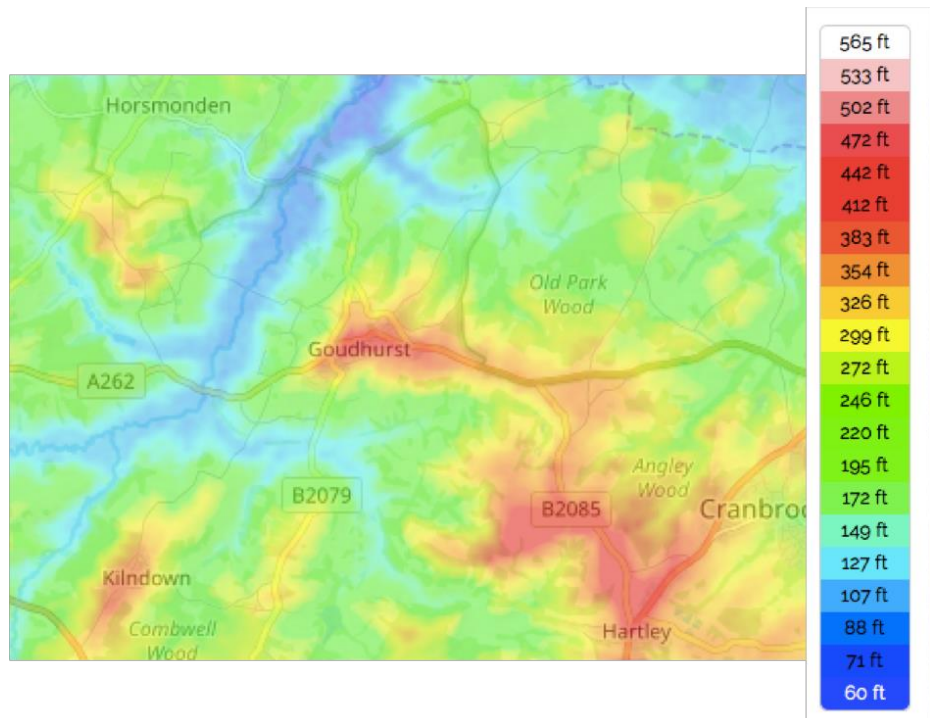 Horsmonden
Old Park
Wood
Goudhurst
A262
Angley
Wood
B2079
B2085
Cranbroo
Kilndown
Combwell
Wood
Hartley
565 ft
533 ft
502 ft
472 ft
442 ft
412 ft
383 ft
354 ft
326 ft
299 ft
272 ft
246 ft
220 ft
195 ft
172 ft
149 ft
127 ft
107 ft
88 ft
71 ft
60 ft